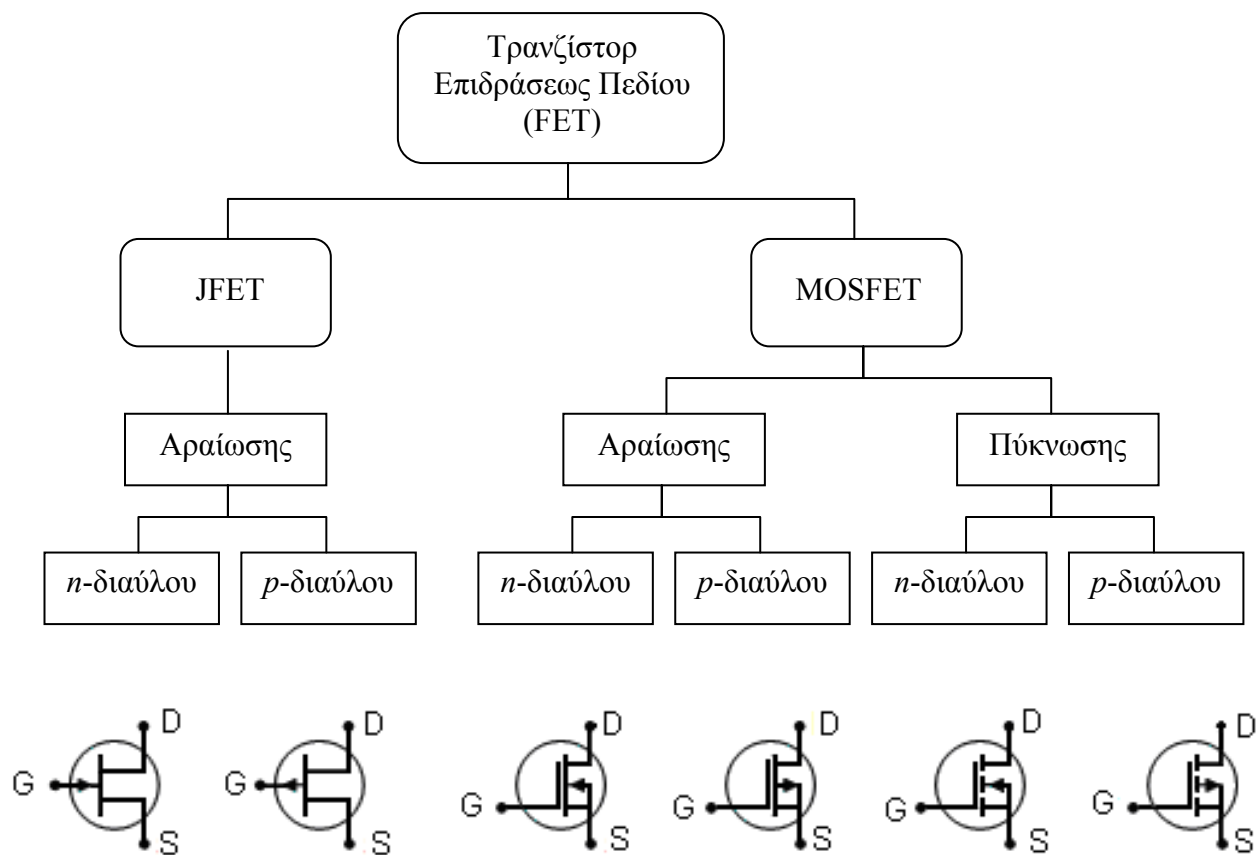 Τρανζίστορ
Επιδράσεως Πεδίου
(FET)
JFET
MOSFET
Αραίωσης
Αραίωσης
Πύκνωσης
n-διαύλου
p-διαύλου
n-διαύλου
p-διαύλου
n-διαύλου
p-διαύλου
D
D
D
D
D
D
G
G
G
G
G
G
S
S
S
S
S
S